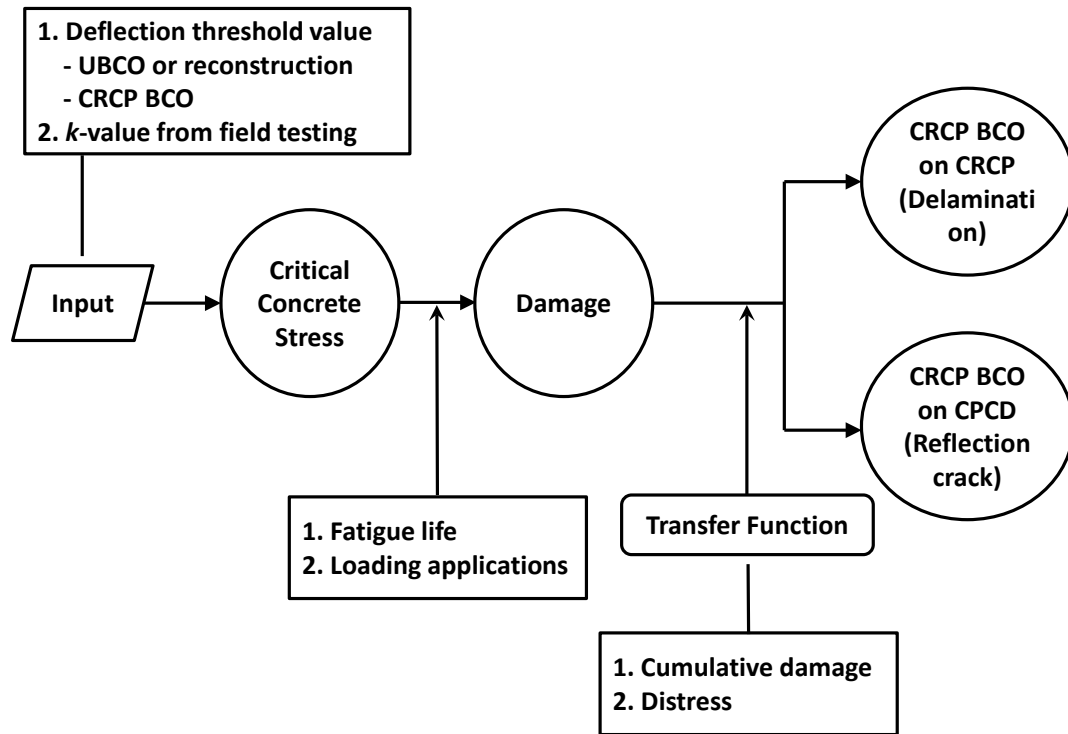 1. Deflection threshold value
- UBCO or reconstruction
- CRCP BCO
2. k-value from field testing
Input
Critical
Concrete
Stress
Damage
CRCP BCO
on CRCP
(Delaminati
on)
CRCP BCO
on CPCD
(Reflection
crack)
1. Fatigue life
2. Loading applications
Transfer Function
1. Cumulative damage
2. Distress